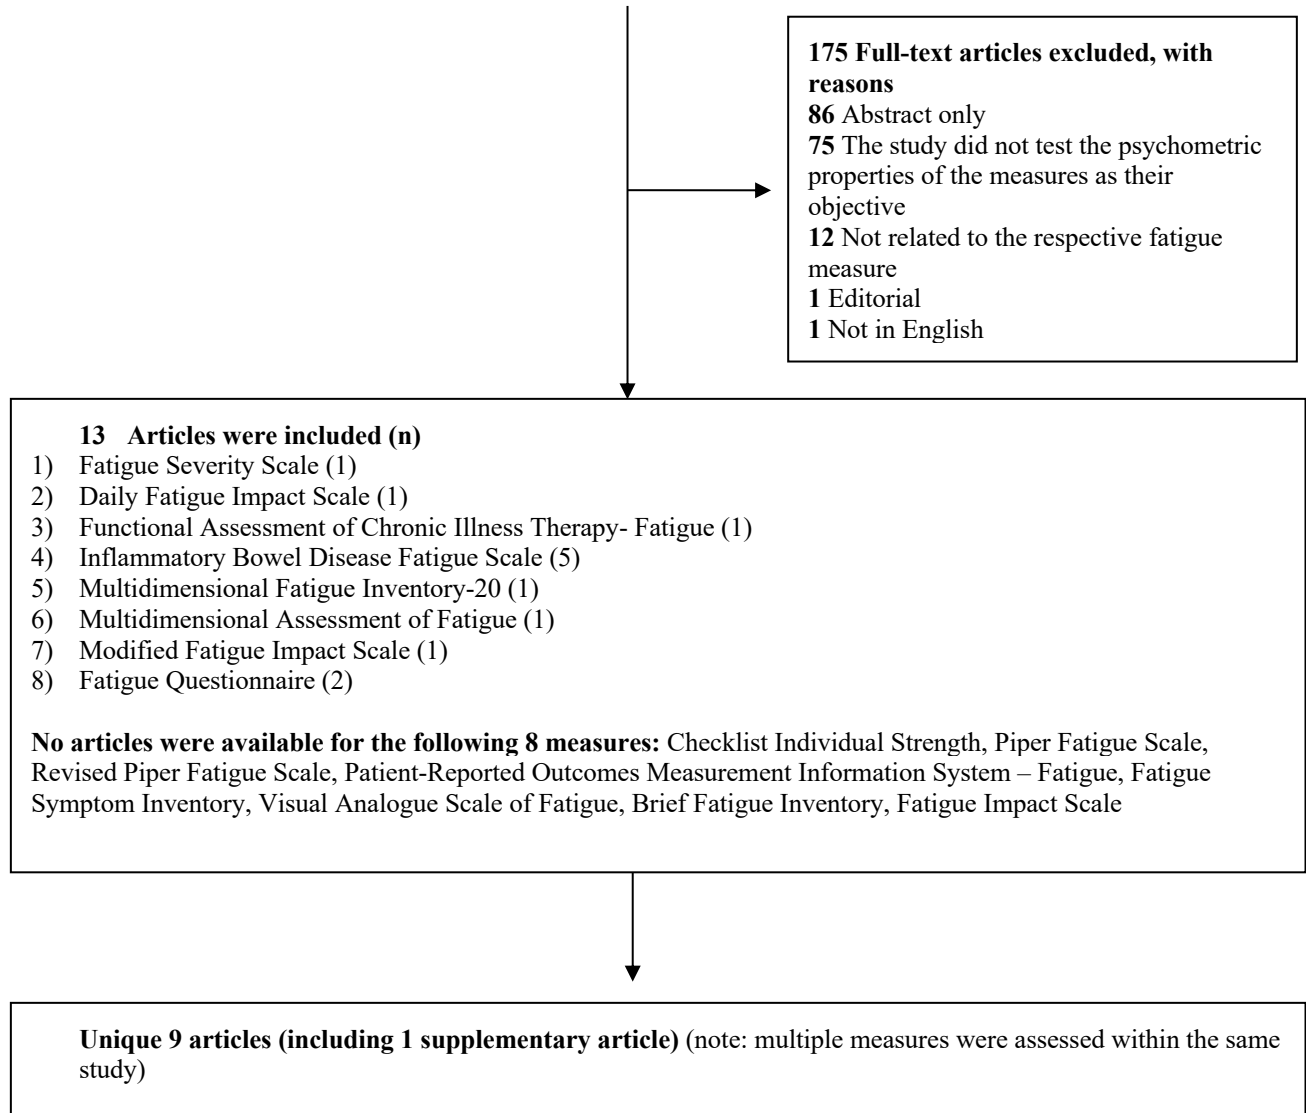 175 Full-text articles excluded, with
reasons
86 Abstract only
75 The study did not test the psychometric
properties of the measures as their
objective
12 Not related to the respective fatigue
measure
1 Editorial
1 Not in English
13 Articles were included (n)
1) Fatigue Severity Scale (1)
2) Daily Fatigue Impact Scale (1)
3) Functional Assessment of Chronic Illness Therapy- Fatigue (1)
4) Inflammatory Bowel Disease Fatigue Scale (5)
5) Multidimensional Fatigue Inventory-20 (1)
6) Multidimensional Assessment of Fatigue (1)
7) Modified Fatigue Impact Scale (1)
8) Fatigue Questionnaire (2)
No articles were available for the following 8 measures: Checklist Individual Strength, Piper Fatigue Scale,
Revised Piper Fatigue Scale, Patient-Reported Outcomes Measurement Information System – Fatigue, Fatigue
Symptom Inventory, Visual Analogue Scale of Fatigue, Brief Fatigue Inventory, Fatigue Impact Scale
Unique 9 articles (including 1 supplementary article) (note: multiple measures were assessed within the same
study)